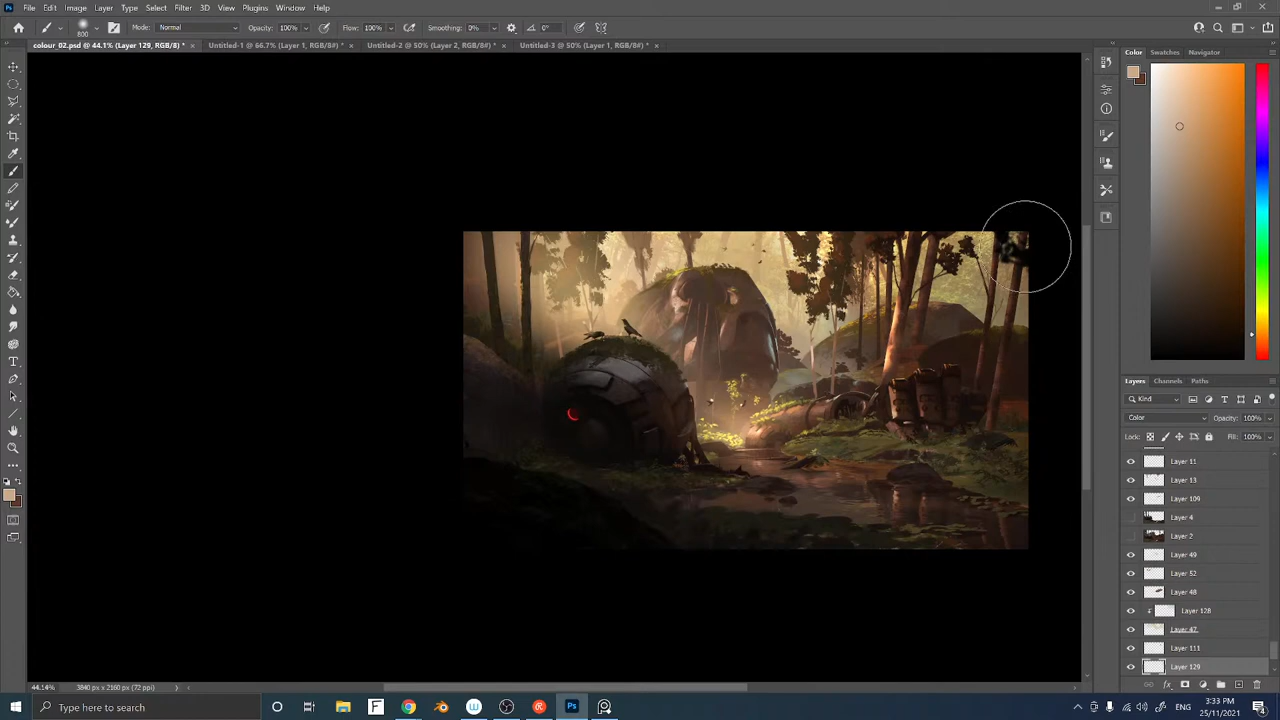 Ps File Edit Image Layer Type Select Filter 3D View Plugins Window Help
800 Mode: Normal Opacity: 100% Flow: 100% Smoothing: 0% 0°
colour_02.psd @ 44.1% (Layer 129, RGB/8) * × Untitled-1 @ 66.7% (Layer 1, RGB/8#) * × Untitled-2 @ 50% (Layer 2, RGB/8#) * × Untitled-3 @ 50% (Layer 1, RGB/8#) * ×
Color Swatches Navigator
Layers Channels Paths
Kind
Color Opacity: 100%
Lock: Fill: 100%
Layer 11
Layer 13
Layer 109
Layer 4
Layer 2
Layer 49
Layer 52
Layer 48
Layer 128
Layer 47
Layer 111
Layer 129
44.14% 3840 px x 2160 px (72 ppi)
Type here to search
3:33 PM
25/11/2021